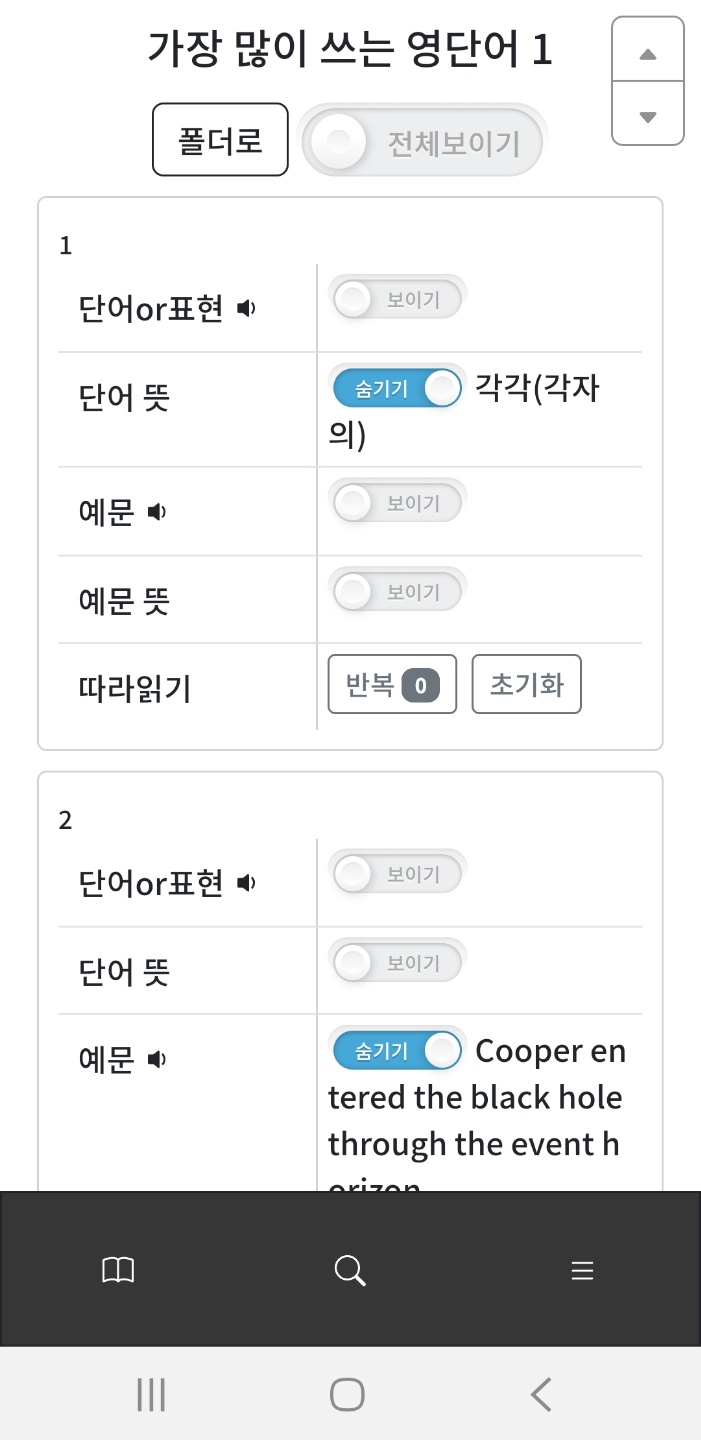 가장 많이 쓰는 영단어 1
폴더로 전체보이기
1
단어or표현 보이기
단어 뜻 숨기기 각각(각자
의)
예문 보이기
예문 뜻 보이기
따라읽기 반복 0 초기화
2
단어or표현 보이기
단어 뜻 보이기
예문 숨기기 Cooper en
tered the black hole
through the event h
orizon